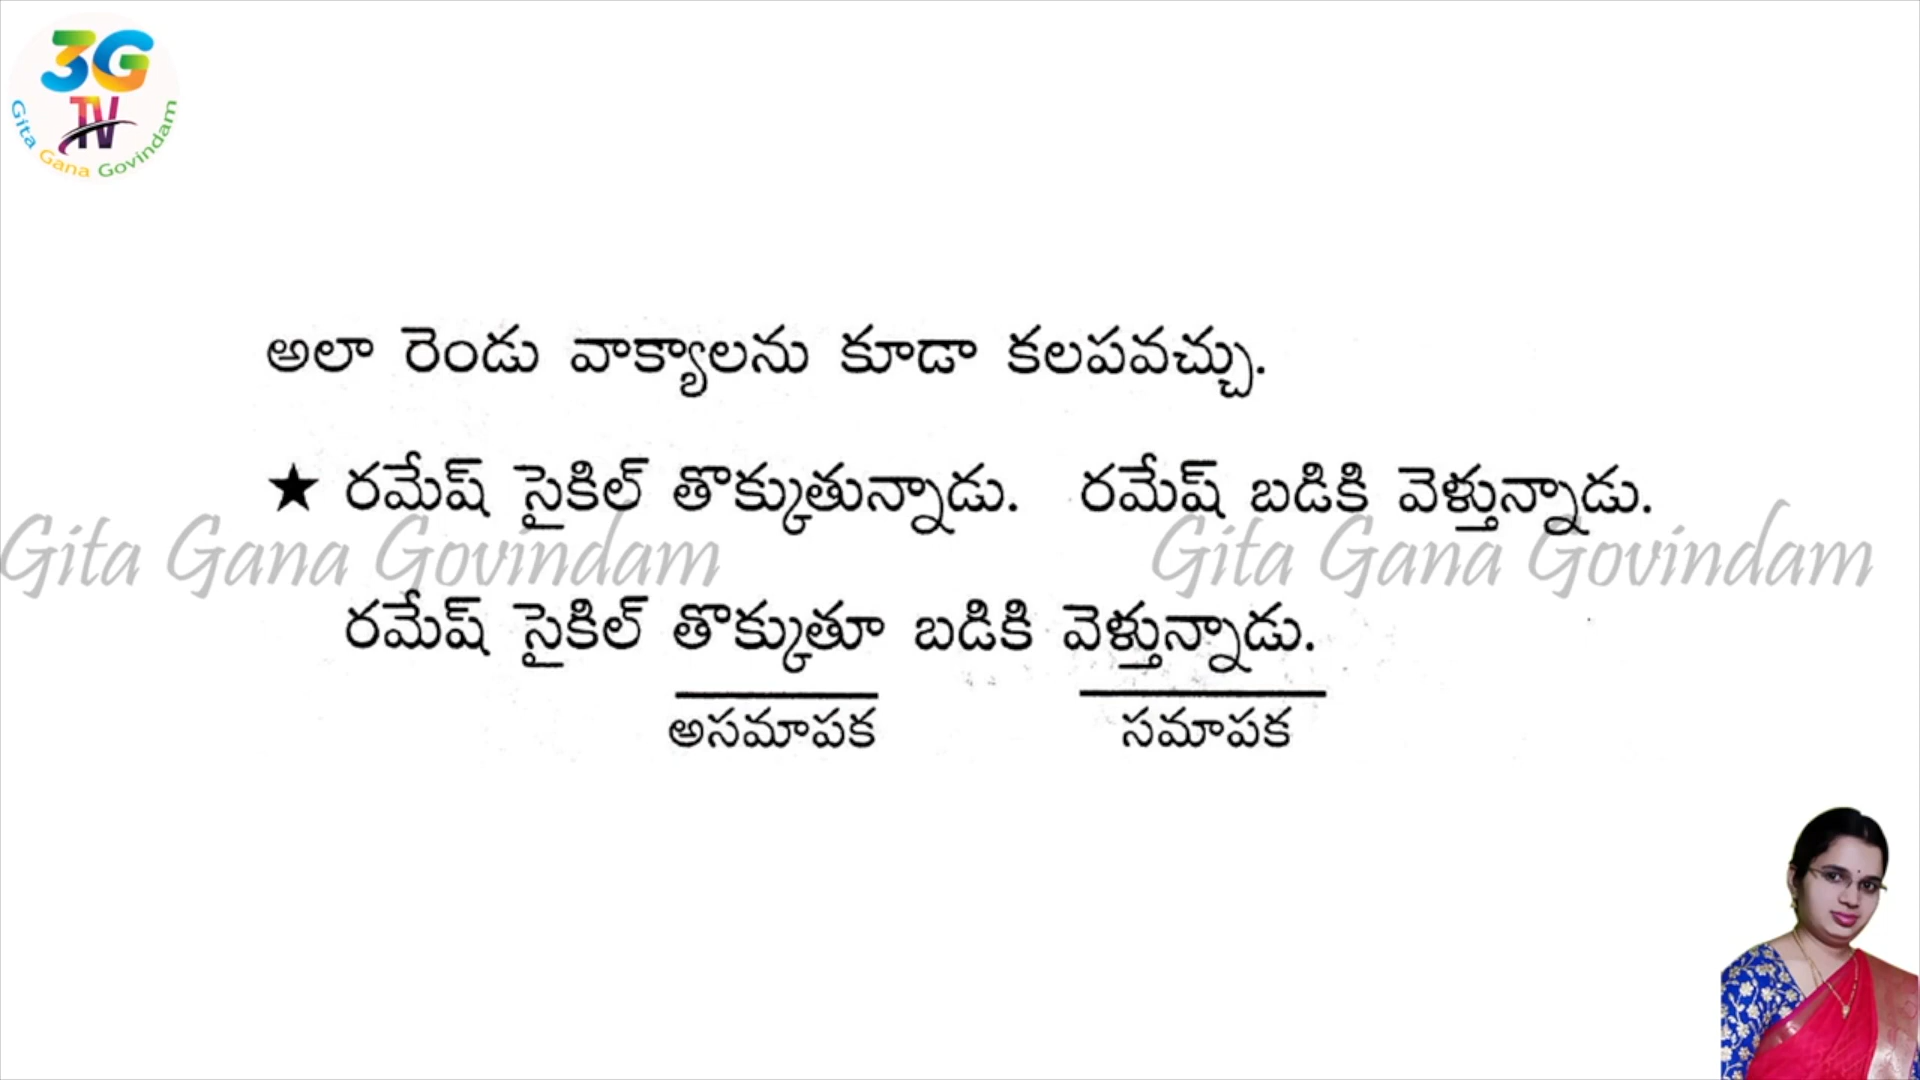 3G
TV
Gita Gana Govindam
అలా రెండు వాక్యాలను కూడా కలపవచ్చు.
★ రమేష్ సైకిల్ తొక్కుతున్నాడు. రమేష్ బడికి వెళ్తున్నాడు.
Gita Gana Govindam Gita Gana Govindam
రమేష్ సైకిల్ తొక్కుతూ బడికి వెళ్తున్నాడు.
అసమాపక సమాపక